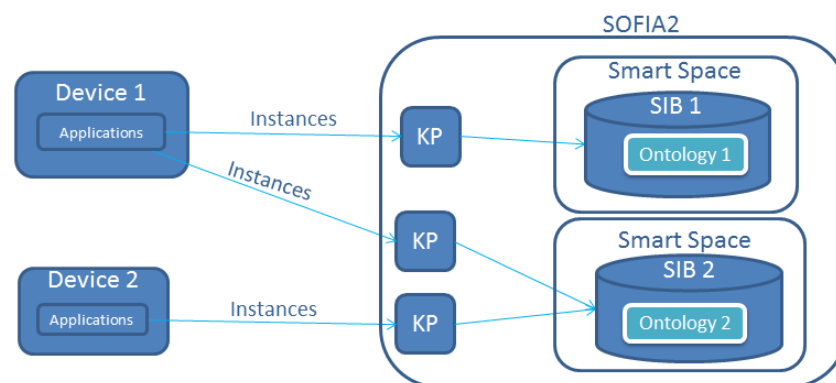 SOFIA2
Smart Space
Device 1
SIB 1
Instances
Applications
KP
Ontology 1
Instances
KP
Smart Space
Device 2
SIB 2
Instances
Applications
KP
Ontology 2